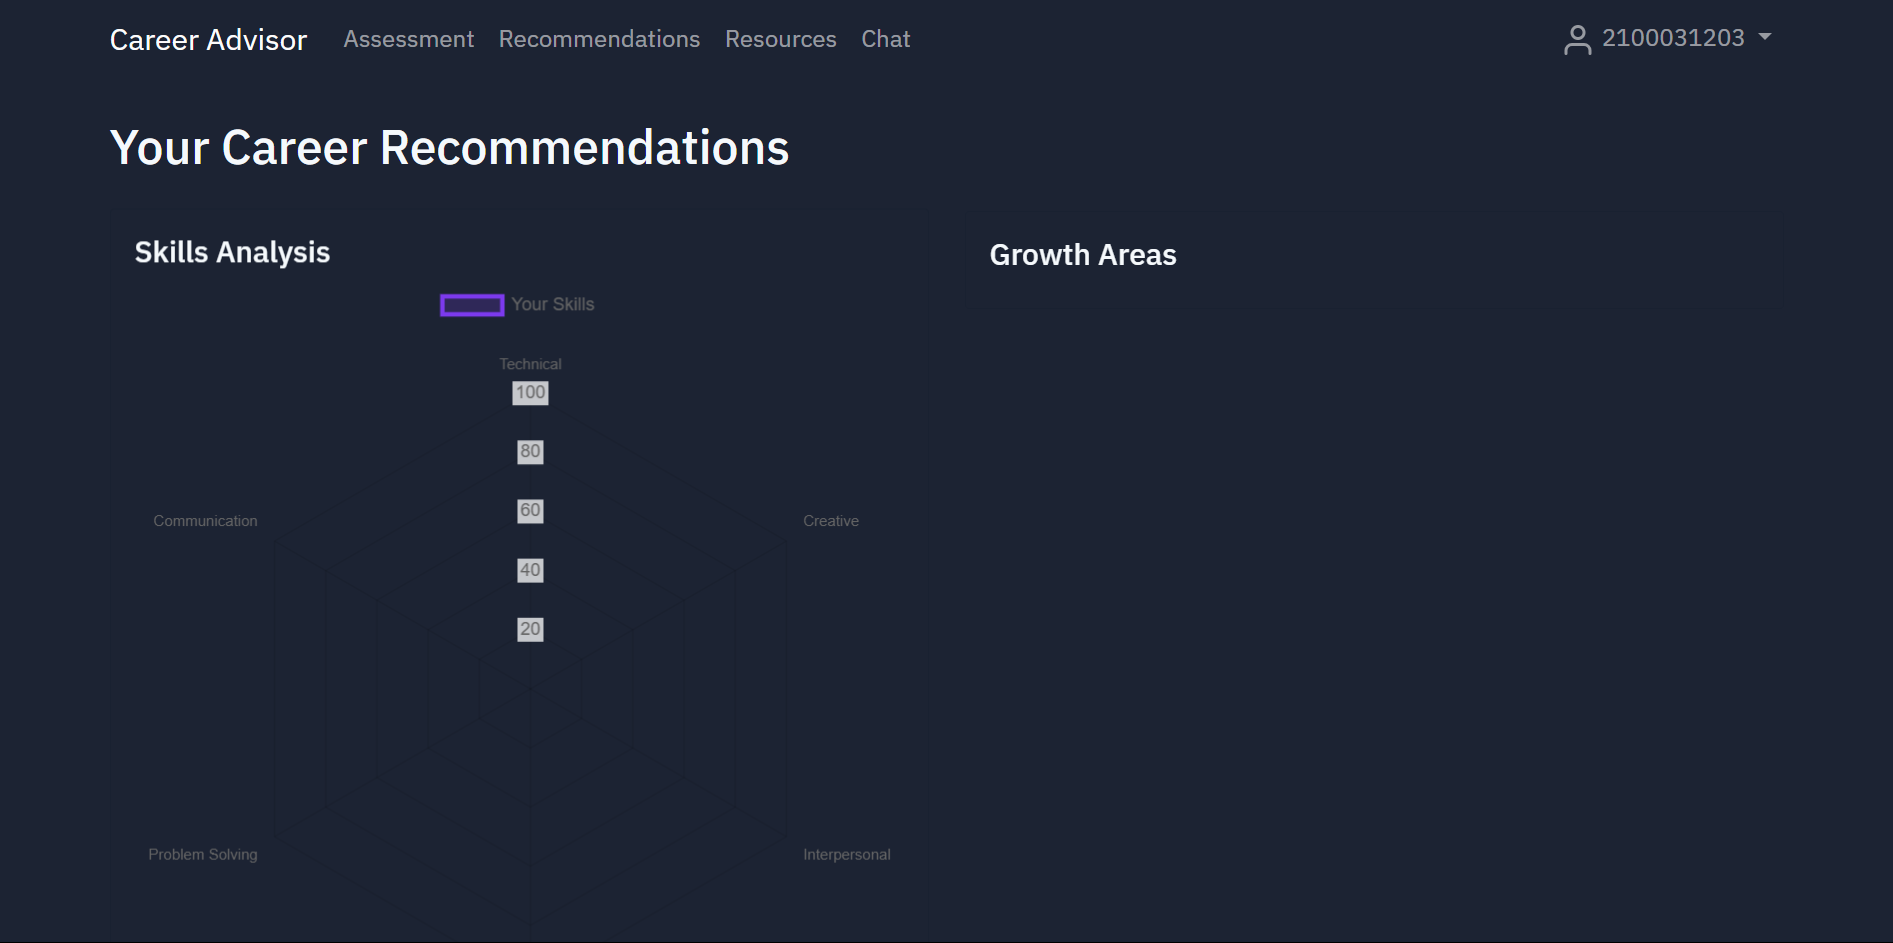 Career Advisor Assessment Recommendations Resources Chat 2100031203
Your Career Recommendations
Skills Analysis
Your Skills
Technical
100
80
60
40
20
Communication
Creative
Problem Solving
Interpersonal
Growth Areas